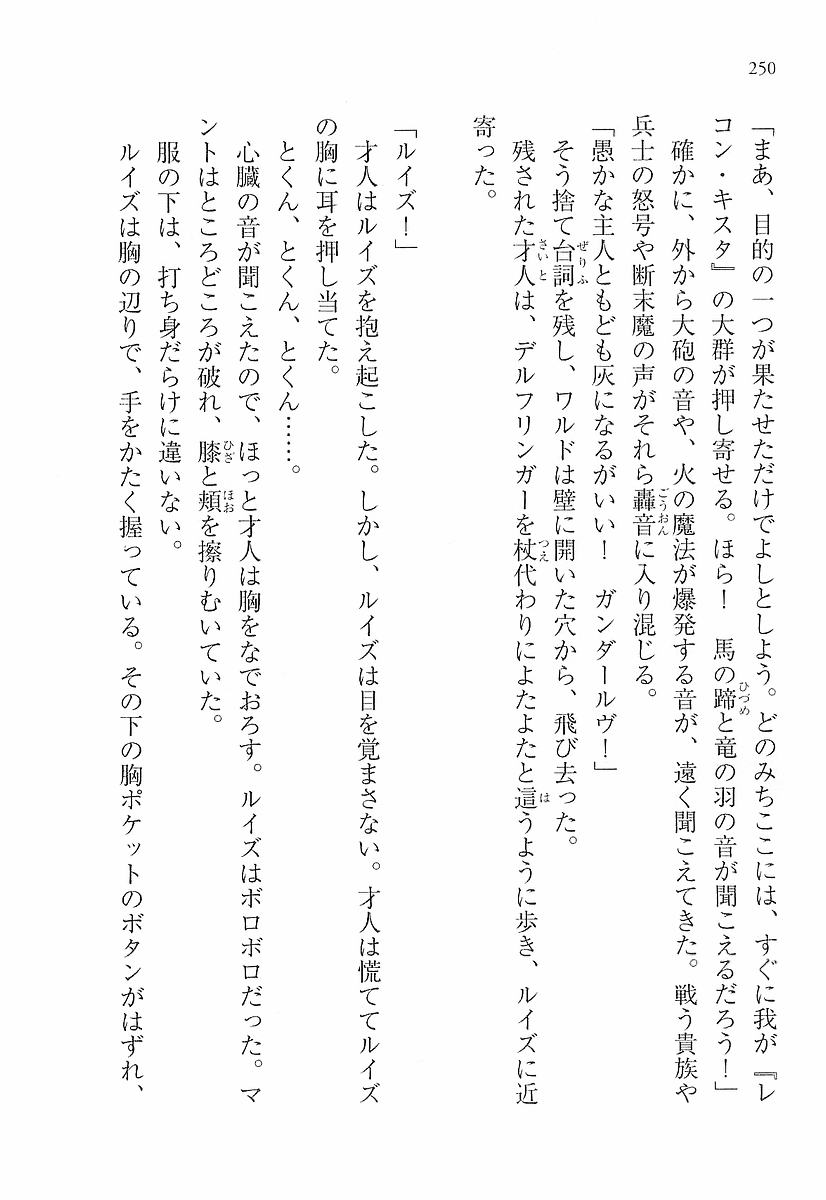 250
「まあ、目的の一つが果たせただけでよしとしよう。どのみちここには、すぐに我が『レ
コン・キスタ』の大群が押し寄せる。ほら！　馬の蹄と竜の羽の音が聞こえるだろう！」
　確かに、外から大砲の音や、火の魔法が爆発する音が、遠く聞こえてきた。戦う貴族や
兵士の怒号や断末魔の声がそれら轟音に入り混じる。
「愚かな主人ともども灰になるがいい！　ガンダールヴ！」
　そう捨て台詞を残し、ワルドは壁に開いた穴から、飛び去った。
　残された才人は、デルフリンガーを杖代わりによたよたと這うように歩き、ルイズに近
寄った。
「ルイズ！」
　才人はルイズを抱え起こした。しかし、ルイズは目を覚まさない。才人は慌ててルイズ
の胸に耳を押し当てた。
　とくん、とくん、とくん……。
　心臓の音が聞こえたので、ほっと才人は胸をなでおろす。ルイズはボロボロだった。マ
ントはところどころが破れ、膝と頬を擦りむいていた。
　服の下は、打ち身だらけに違いない。
　ルイズは胸の辺りで、手をかたく握っている。その下の胸ポケットのボタンがはずれ、